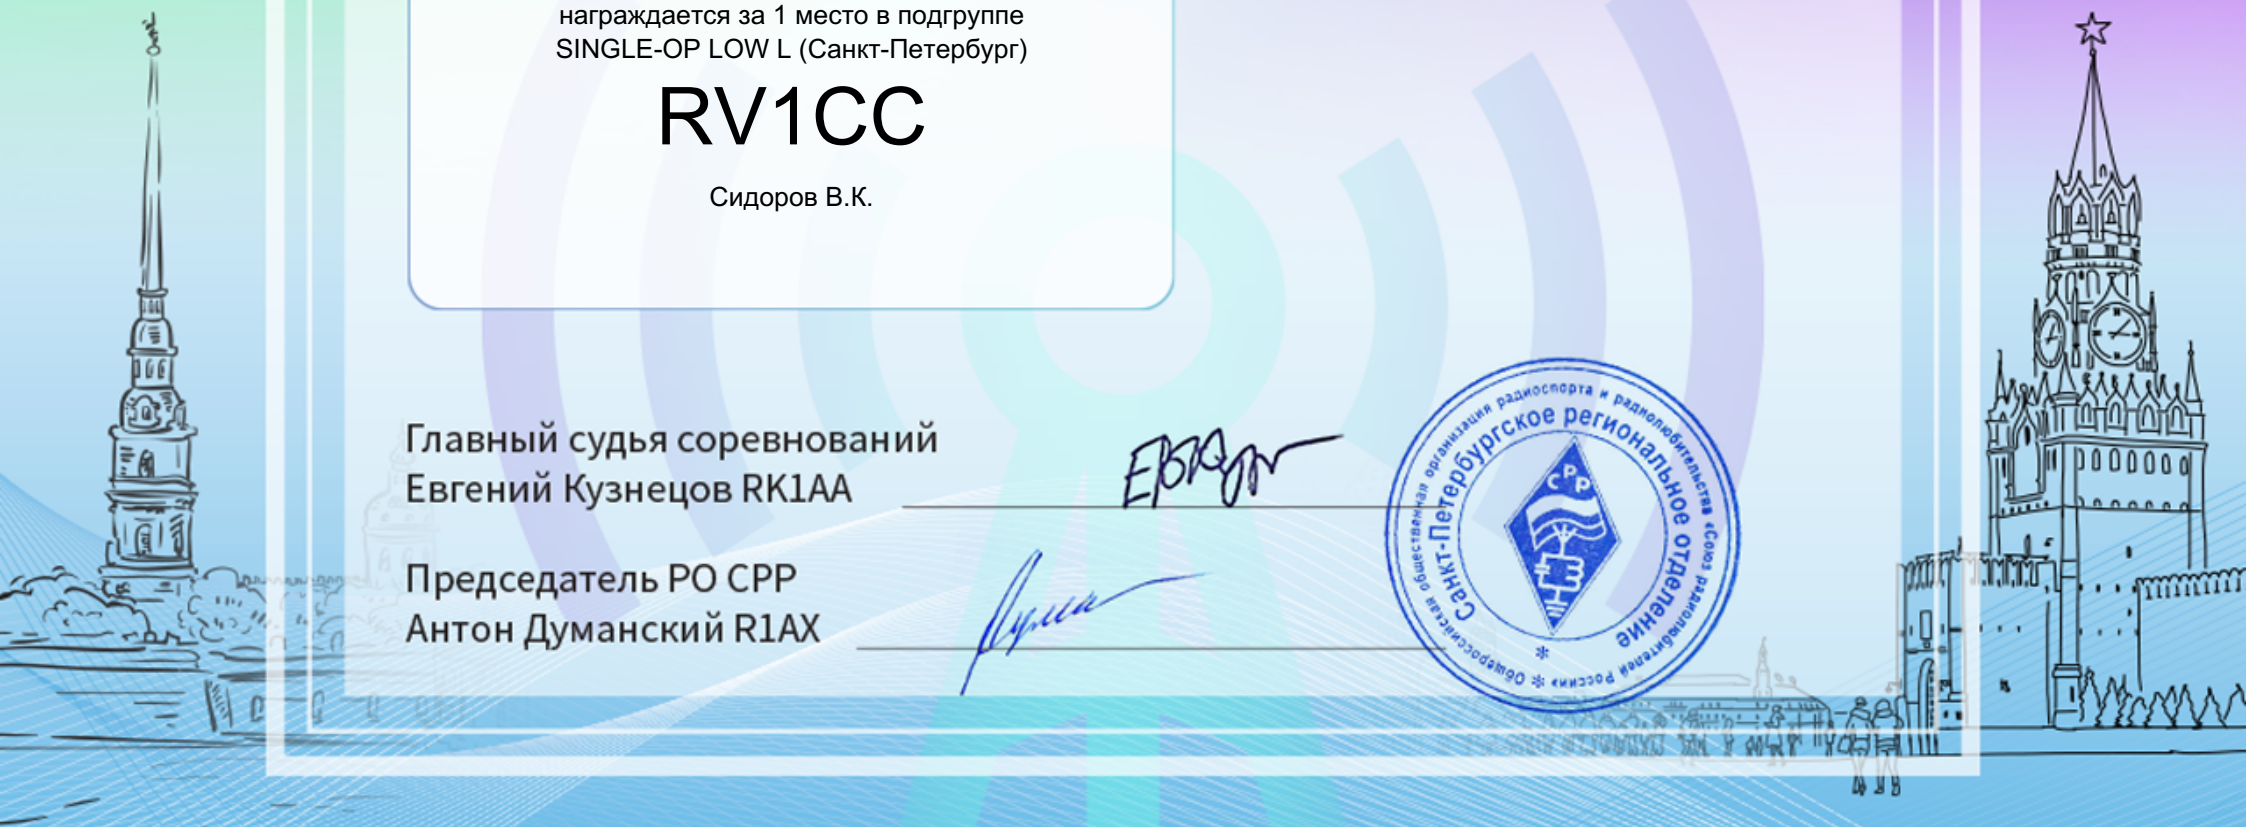 награждается за 1 место в подгруппе
SINGLE-OP LOW L (Санкт-Петербург)
RV1CC
Сидоров В.К.
Главный судья соревнований
Евгений Кузнецов RK1AA
Председатель РО СРР
Антон Думанский R1AX
Общероссийская общественная организация радиоспорта и радиолюбительства «Союз радиолюбителей России»
Санкт-Петербургское региональное отделение
СРР